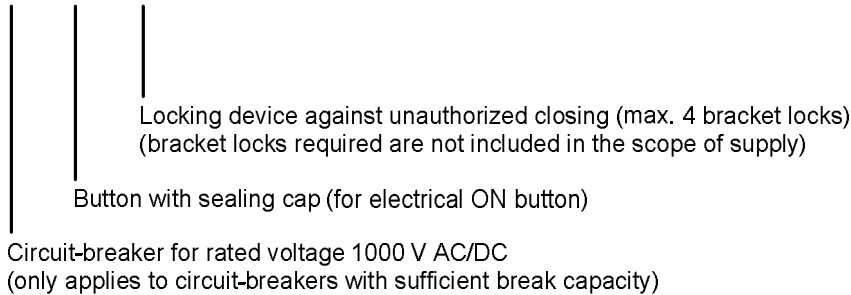 Locking device against unauthorized closing (max. 4 bracket locks)
(bracket locks required are not included in the scope of supply)
Button with sealing cap (for electrical ON button)
Circuit-breaker for rated voltage 1000 V AC/DC
(only applies to circuit-breakers with sufficient break capacity)